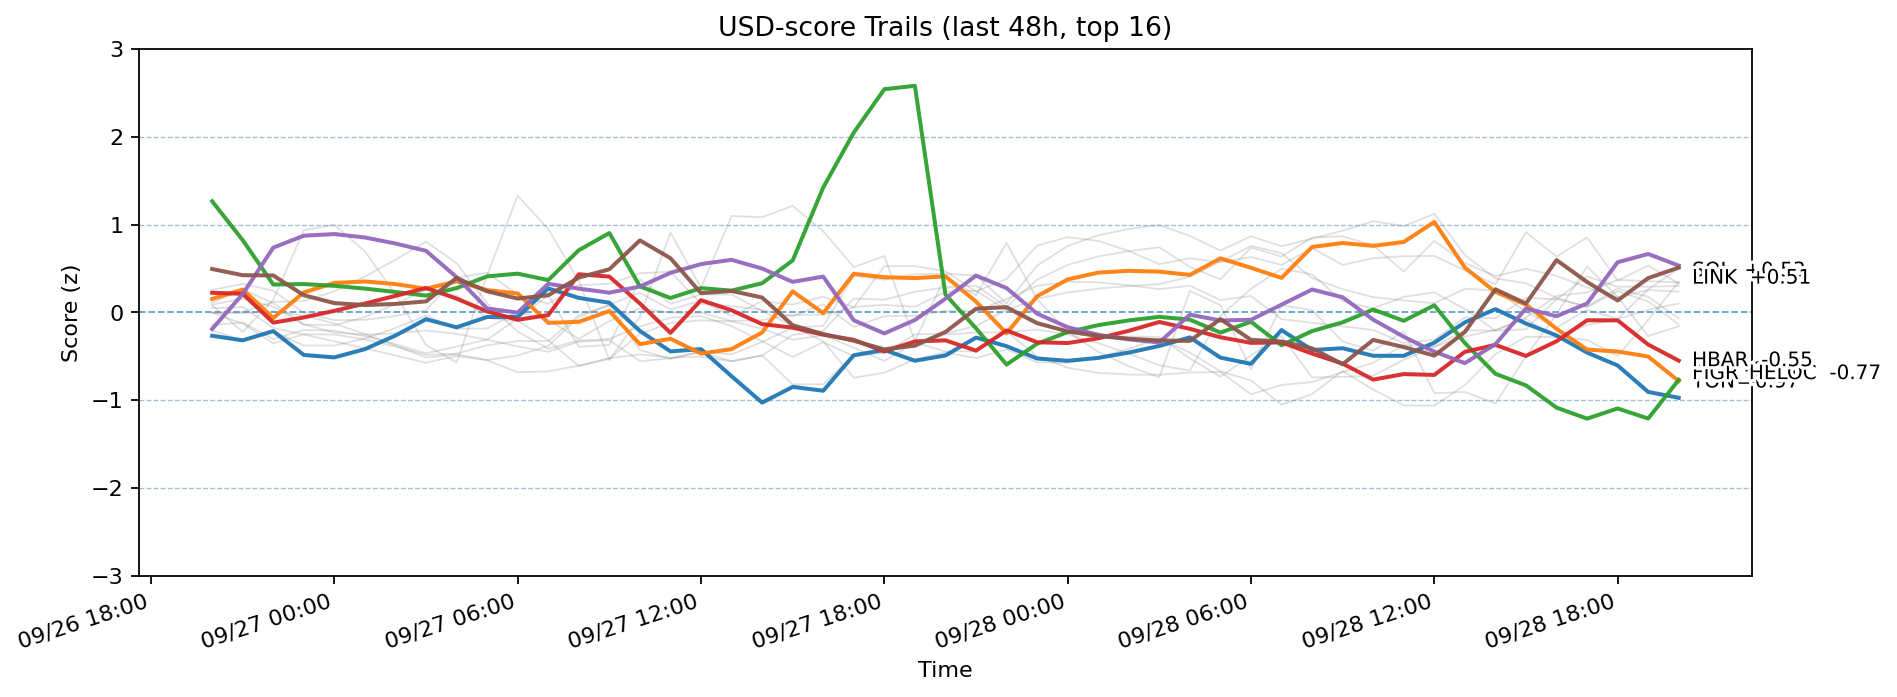 USD-score Trails (last 48h, top 16)
Score (z)
3
2
1
0
−1
−2
−3
LINK +0.51
HBAR -0.55
FIGR_HELOC -0.77
09/26 18:00
09/27 00:00
09/27 06:00
09/27 12:00
09/27 18:00
09/28 00:00
09/28 06:00
09/28 12:00
09/28 18:00
Time